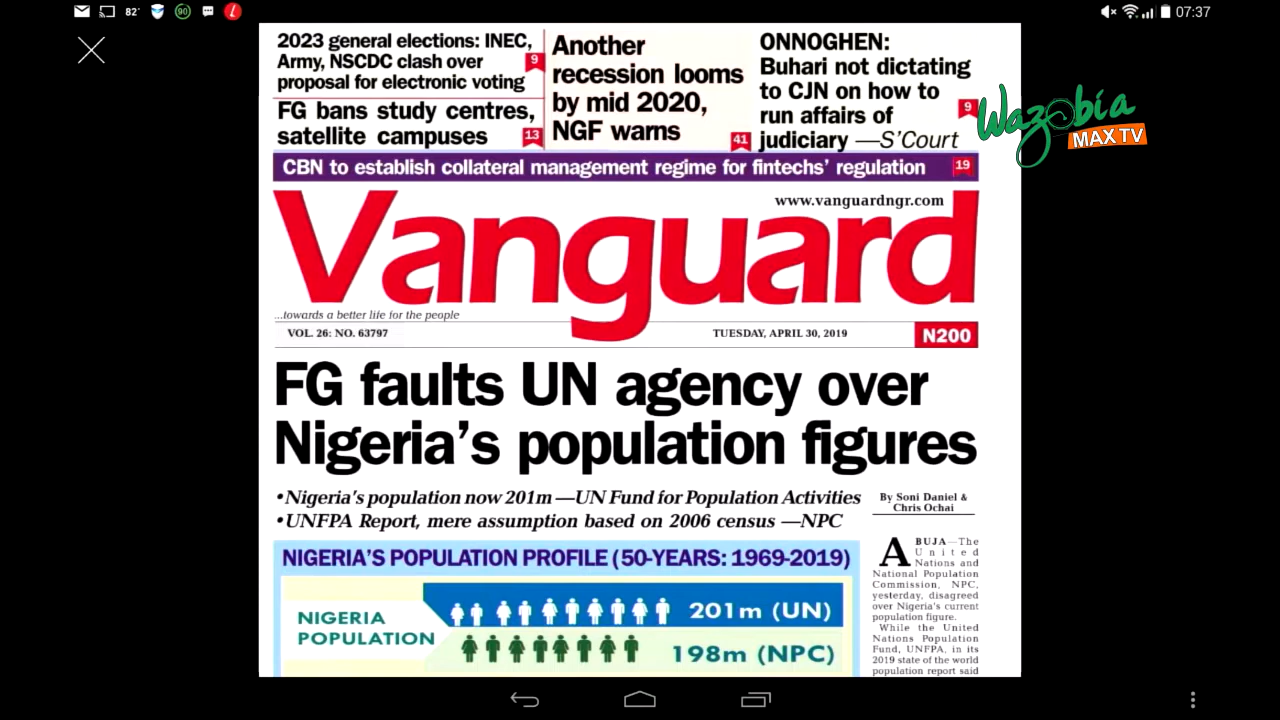 82°
90
07:37
2023 general elections: INEC,
Army, NSCDC clash over
proposal for electronic voting
9
FG bans study centres,
satellite campuses
13
Another
recession looms
by mid 2020,
NGF warns
41
ONNOGHEN:
Buhari not dictating
to CJN on how to
run affairs of
judiciary —S'Court
9
Wazobia
MAX TV
CBN to establish collateral management regime for fintechs' regulation
19
www.vanguardngr.com
Vanguard
...towards a better life for the people
VOL. 26: NO. 63797
TUESDAY, APRIL 30, 2019
N200
FG faults UN agency over
Nigeria's population figures
•Nigeria's population now 201m —UN Fund for Population Activities
•UNFPA Report, mere assumption based on 2006 census —NPC
NIGERIA'S POPULATION PROFILE (50-YEARS: 1969-2019)
NIGERIA
POPULATION
201m (UN)
198m (NPC)
By Soni Daniel &
Chris Ochai
ABUJA—The
United
Nations and
National Population
Commission, NPC,
yesterday, disagreed
over Nigeria's current
population figure.
While the United
Nations Population
Fund, UNFPA, in its
2019 state of the world
population report said